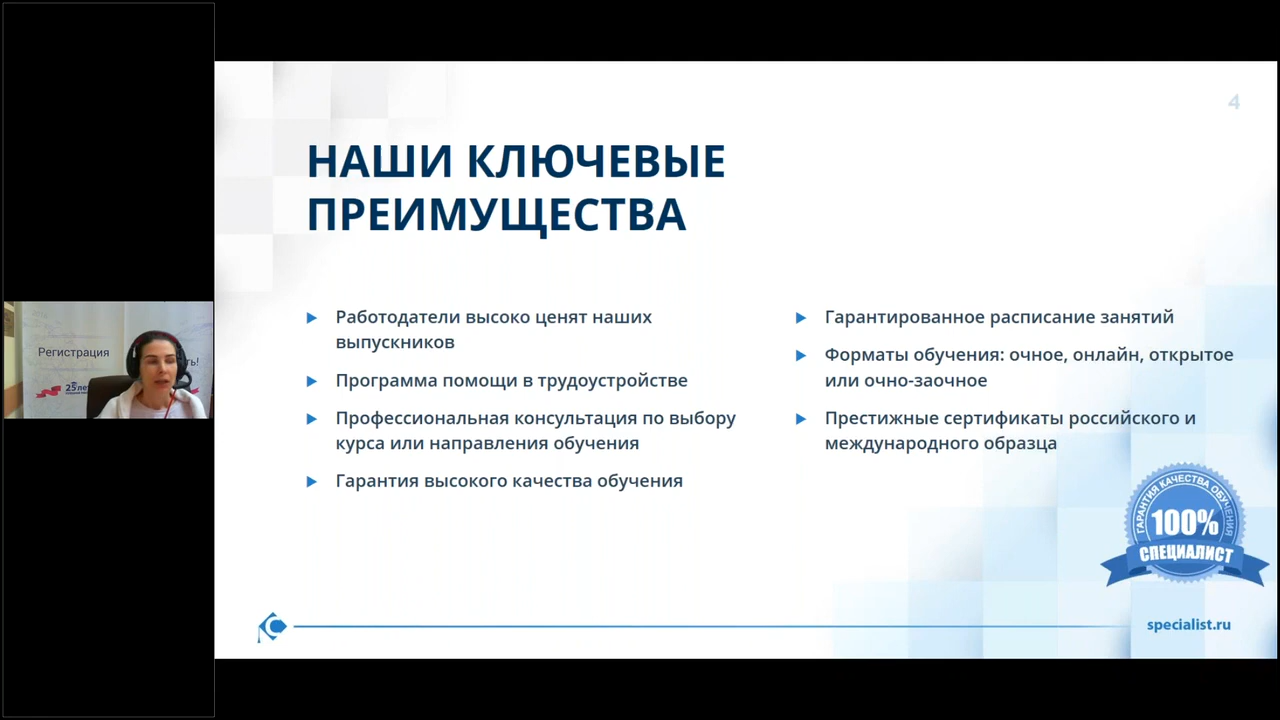 4
НАШИ КЛЮЧЕВЫЕ
ПРЕИМУЩЕСТВА
Работодатели высоко ценят наших
выпускников
Программа помощи в трудоустройстве
Профессиональная консультация по выбору
курса или направления обучения
Гарантия высокого качества обучения
Гарантированное расписание занятий
Форматы обучения: очное, онлайн, открытое
или очно-заочное
Престижные сертификаты российского и
международного образца
ГАРАНТИЯ КАЧЕСТВА ОБУЧЕНИЯ
100%
СПЕЦИАЛИСТ
specialist.ru
Регистрация
25 лет